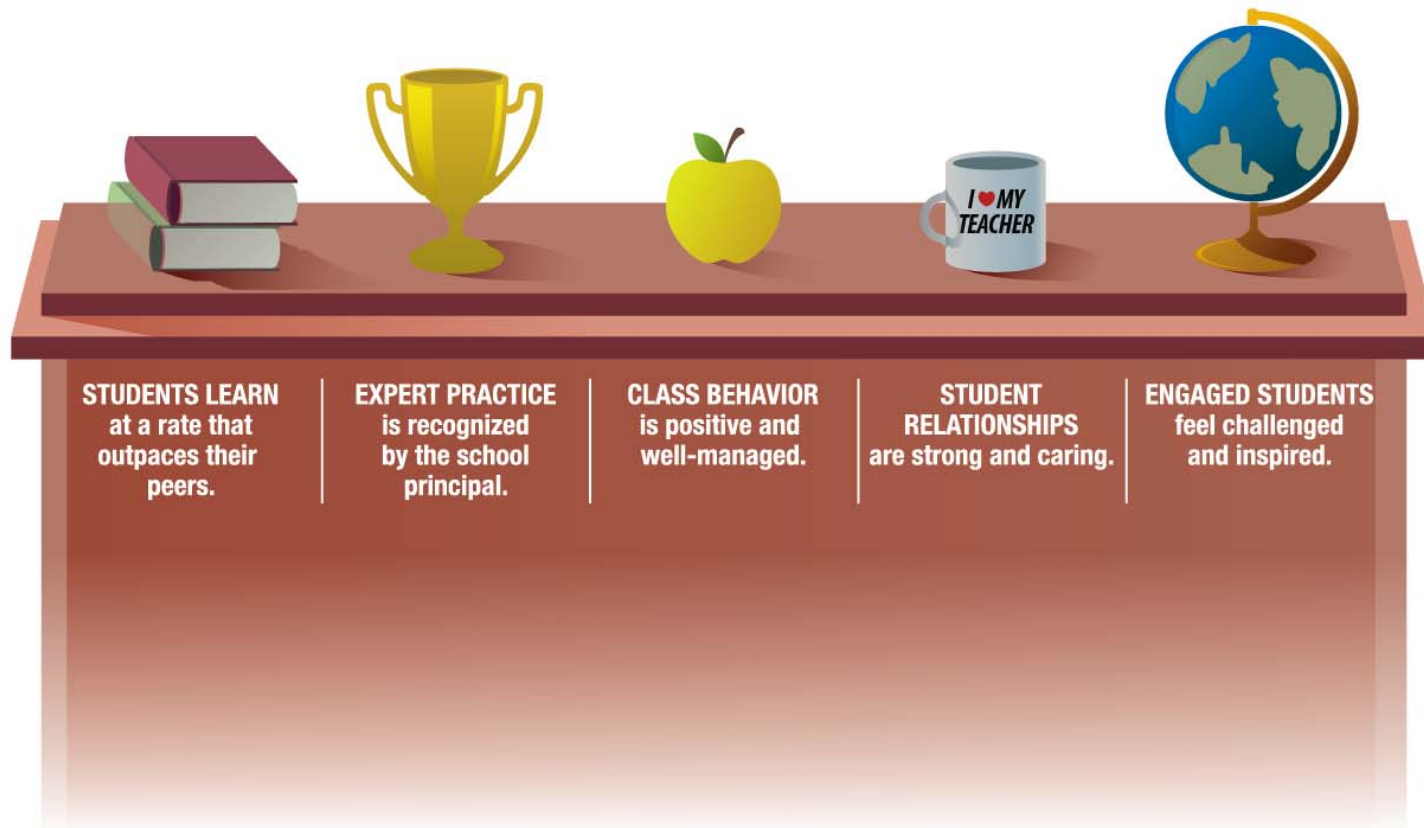 I ❤ MY
TEACHER
STUDENTS LEARN
at a rate that
outpaces their
peers.
EXPERT PRACTICE
is recognized
by the school
principal.
CLASS BEHAVIOR
is positive and
well-managed.
STUDENT
RELATIONSHIPS
are strong and caring.
ENGAGED STUDENTS
feel challenged
and inspired.